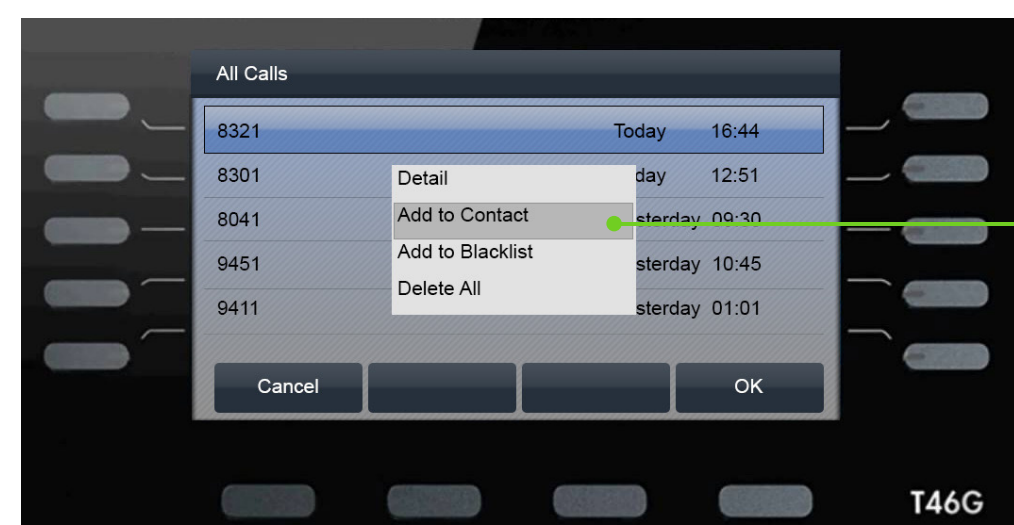 All Calls
8321 Today 16:44
8301 day 12:51
Detail
8041 sterday 09:30
Add to Contact
9451 sterday 10:45
Add to Blacklist
9411 sterday 01:01
Delete All
Cancel OK
T46G